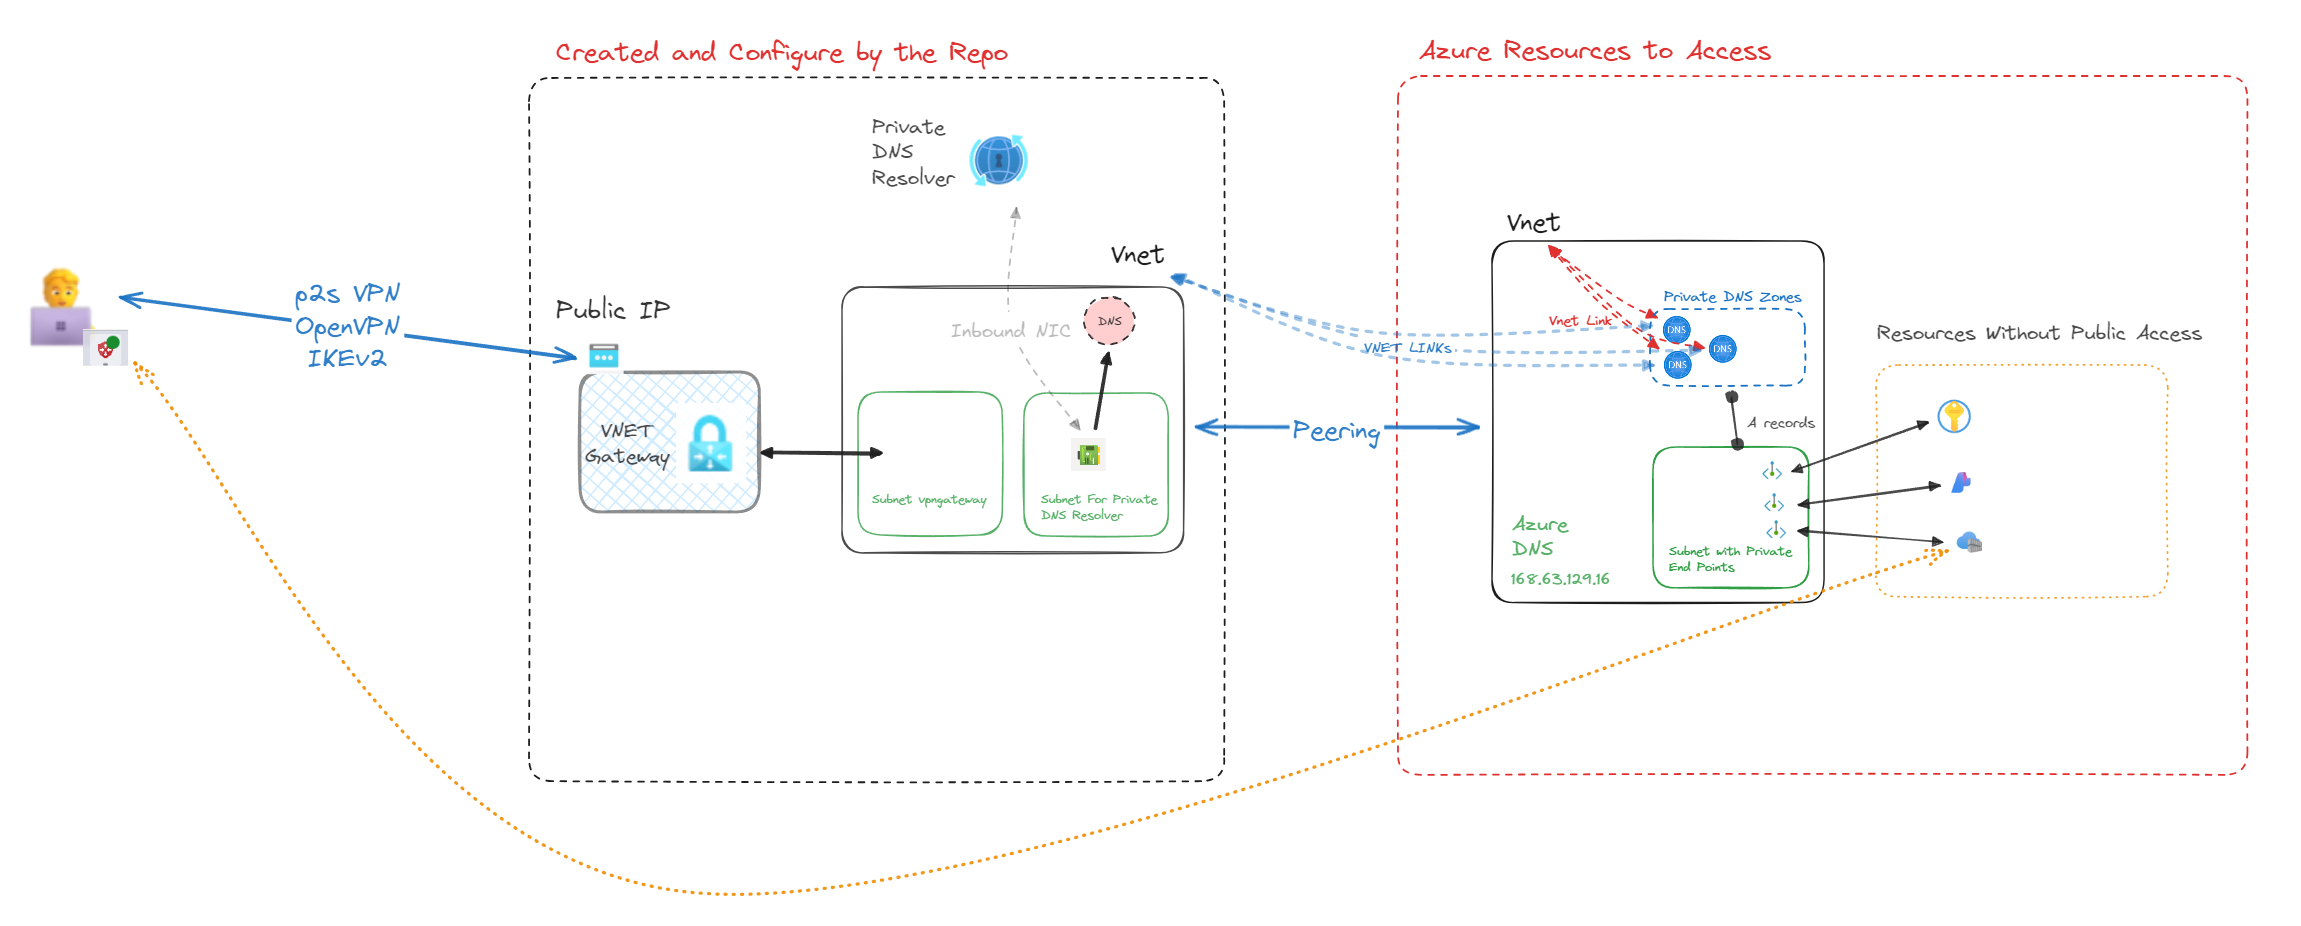 Created and Configure by the Repo
Azure Resources to Access
Private
DNS
Resolver
Vnet
Vnet
p2s VPN
OpenVPN
IKEv2
Public IP
Inbound NIC
DNS
VNET
Gateway
Subnet vpngateway
Subnet For Private
DNS Resolver
VNET LINKs
Peering
Private DNS Zones
Vnet Link
DNS
DNS
DNS
A records
Azure
DNS
168.63.129.16
Subnet with Private
End Points
Resources Without Public Access